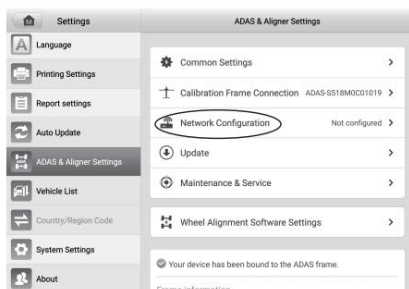 Settings
ADAS & Aligner Settings
Language
Printing Settings
Report settings
Auto Update
ADAS & Aligner Settings
Vehicle List
Country/Region Code
System Settings
About
Common Settings
Calibration Frame Connection ADAS-S518M0C01019
Network Configuration Not configured
Update
Maintenance & Service
Wheel Alignment Software Settings
Your device has been bound to the ADAS frame.
Frame information